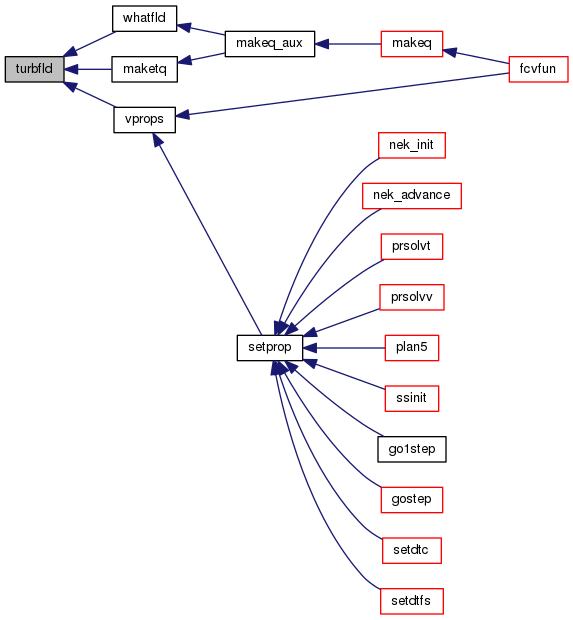 whatfld
makeq_aux
makeq
turbfld
maketq
fcvfun
vprops
nek_init
nek_advance
prsolvt
prsolvv
setprop
plan5
ssinit
go1step
gostep
setdtc
setdtfs